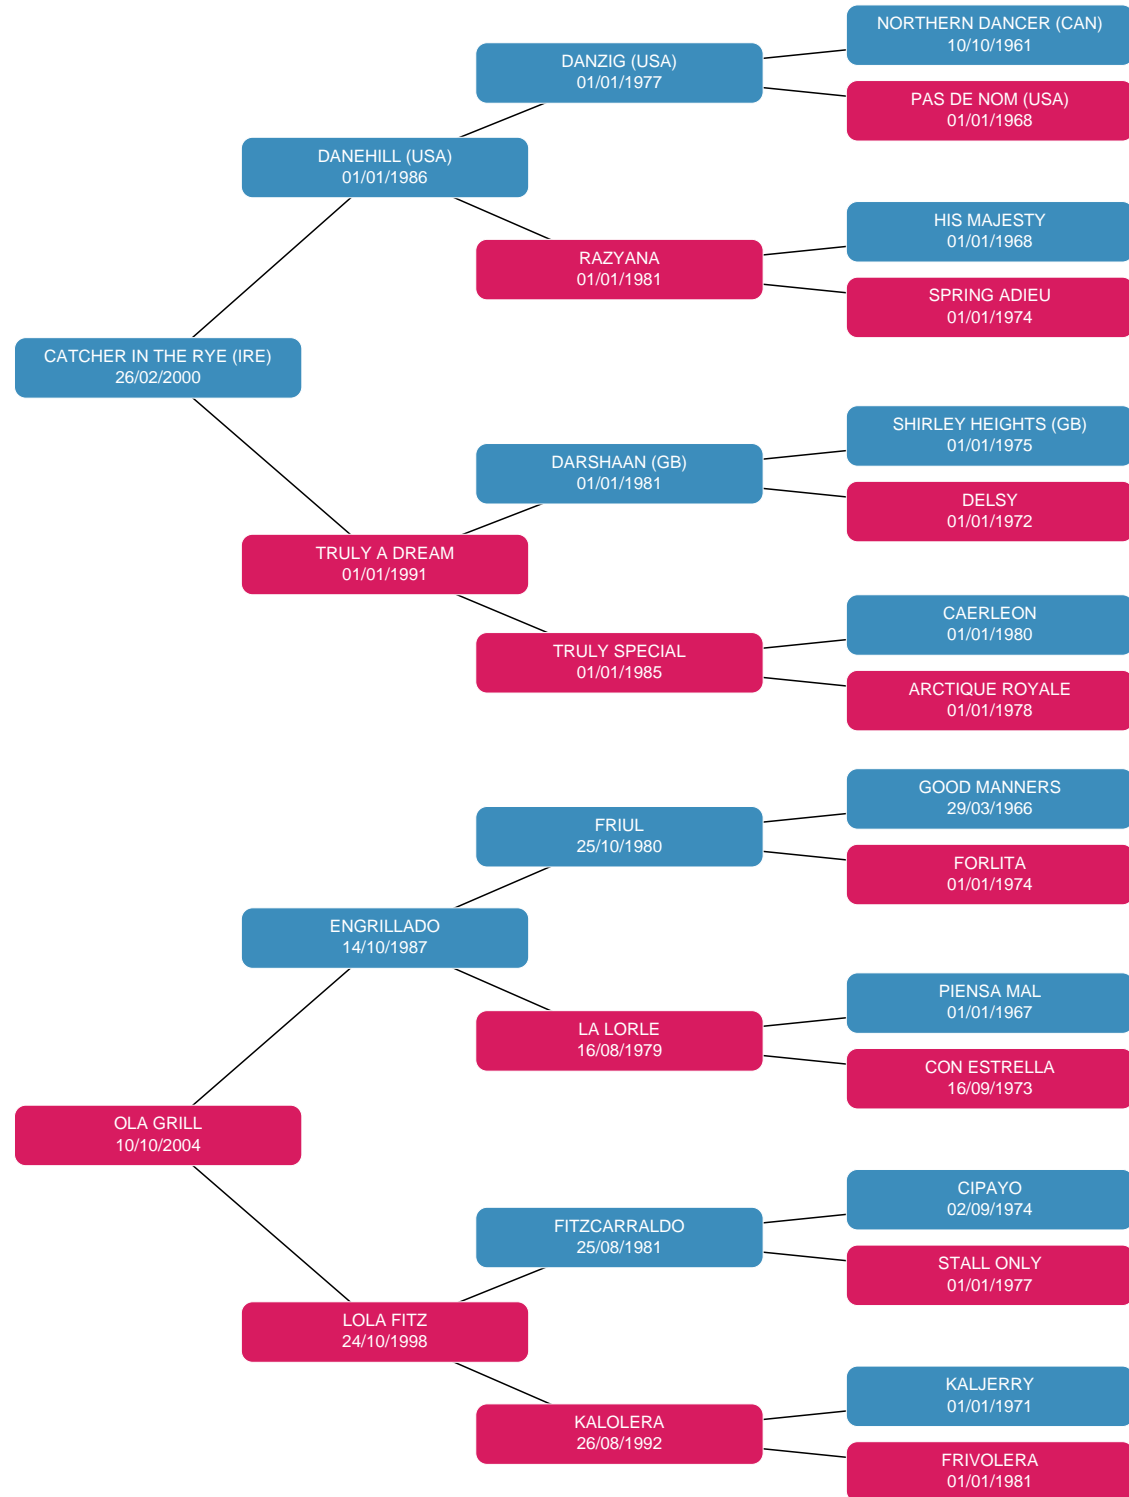 NORTHERN DANCER (CAN)
10/10/1961
DANZIG (USA)
01/01/1977
PAS DE NOM (USA)
01/01/1968
DANEHILL (USA)
01/01/1986
HIS MAJESTY
01/01/1968
RAZYANA
01/01/1981
SPRING ADIEU
01/01/1974
CATCHER IN THE RYE (IRE)
26/02/2000
SHIRLEY HEIGHTS (GB)
01/01/1975
DARSHAAN (GB)
01/01/1981
DELSY
01/01/1972
TRULY A DREAM
01/01/1991
CAERLEON
01/01/1980
TRULY SPECIAL
01/01/1985
ARCTIQUE ROYALE
01/01/1978
GOOD MANNERS
29/03/1966
FRIUL
25/10/1980
FORLITA
01/01/1974
ENGRILLADO
14/10/1987
PIENSA MAL
01/01/1967
LA LORLE
16/08/1979
CON ESTRELLA
16/09/1973
OLA GRILL
10/10/2004
CIPAYO
02/09/1974
FITZCARRALDO
25/08/1981
STALL ONLY
01/01/1977
LOLA FITZ
24/10/1998
KALJERRY
01/01/1971
KALOLERA
26/08/1992
FRIVOLERA
01/01/1981